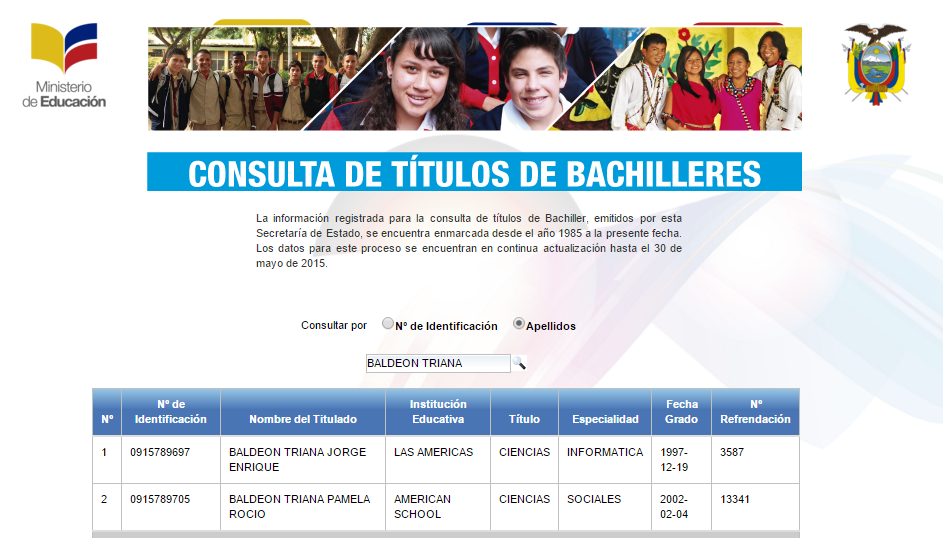 Ministerio
de Educación
CONSULTA DE TÍTULOS DE BACHILLERES
La información registrada para la consulta de títulos de Bachiller, emitidos por esta
Secretaría de Estado, se encuentra enmarcada desde el año 1985 a la presente fecha.
Los datos para este proceso se encuentran en continua actualización hasta el 30 de
mayo de 2015.
Consultar por Nº de Identificación Apellidos
BALDEON TRIANA
Nº Nº de Identificación Nombre del Titulado Institución Educativa Título Especialidad Fecha Grado Nº Refrendación
1 0915789697 BALDEON TRIANA JORGE ENRIQUE LAS AMERICAS CIENCIAS INFORMATICA 1997-12-19 3587
2 0915789705 BALDEON TRIANA PAMELA ROCIO AMERICAN SCHOOL CIENCIAS SOCIALES 2002-02-04 13341